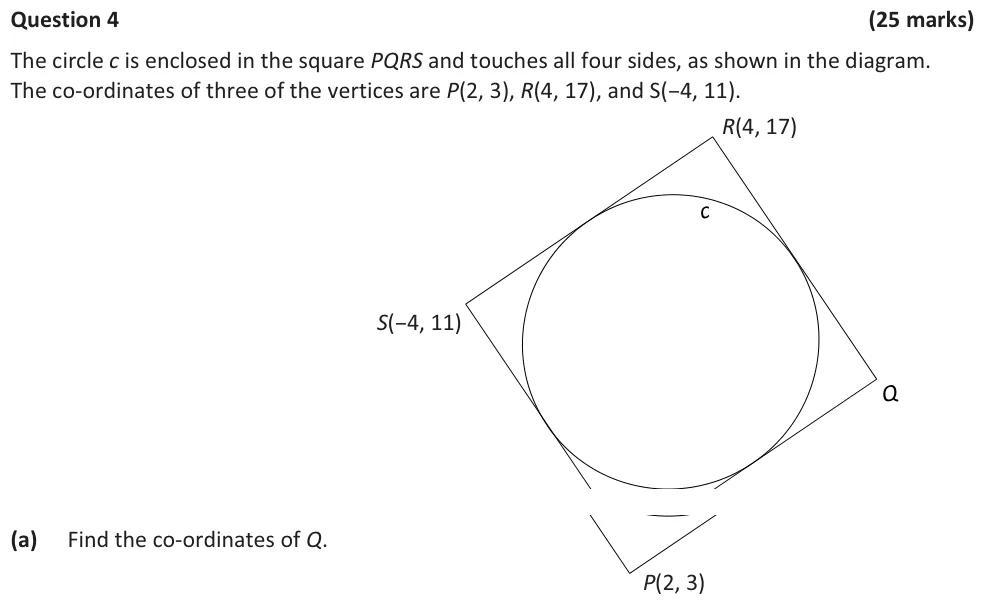 Question 4 (25 marks)
The circle c is enclosed in the square PQRS and touches all four sides, as shown in the diagram.
The co-ordinates of three of the vertices are P(2, 3), R(4, 17), and S(−4, 11).
R(4, 17)
c
S(−4, 11)
Q
(a) Find the co-ordinates of Q.
P(2, 3)